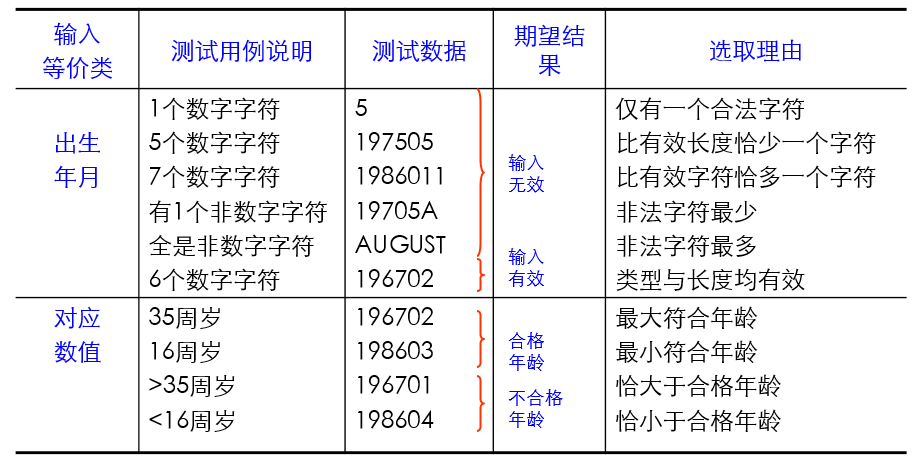 输入
等价类
测试用例说明
测试数据
期望结
果
选取理由
出生
年月
1个数字字符
5
仅有一个合法字符
5个数字字符
197505
比有效长度恰少一个字符
7个数字字符
1986011
比有效字符恰多一个字符
有1个非数字字符
19705A
非法字符最少
全是非数字字符
AUGUST
非法字符最多
6个数字字符
196702
类型与长度均有效
输入
无效
输入
有效
对应
数值
35周岁
196702
最大符合年龄
16周岁
198603
最小符合年龄
>35周岁
196701
恰大于合格年龄
<16周岁
198604
恰小于合格年龄
合格
年龄
不合格
年龄